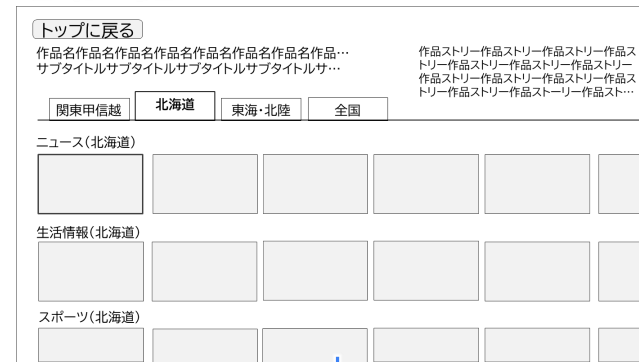 トップに戻る
作品名作品名作品名作品名作品名作品名作品名作品…
サブタイトルサブタイトルサブタイトルサブタイトルサ…
作品ストリー作品ストリー作品ストリー作品ス
トリー作品ストリー作品ストリー作品ストリー
作品ストリー作品ストリー作品ストリー作品ス
トリー作品ストリー作品ストーリー作品スト…
関東甲信越
北海道
東海・北陸
全国
ニュース(北海道)
生活情報(北海道)
スポーツ(北海道)